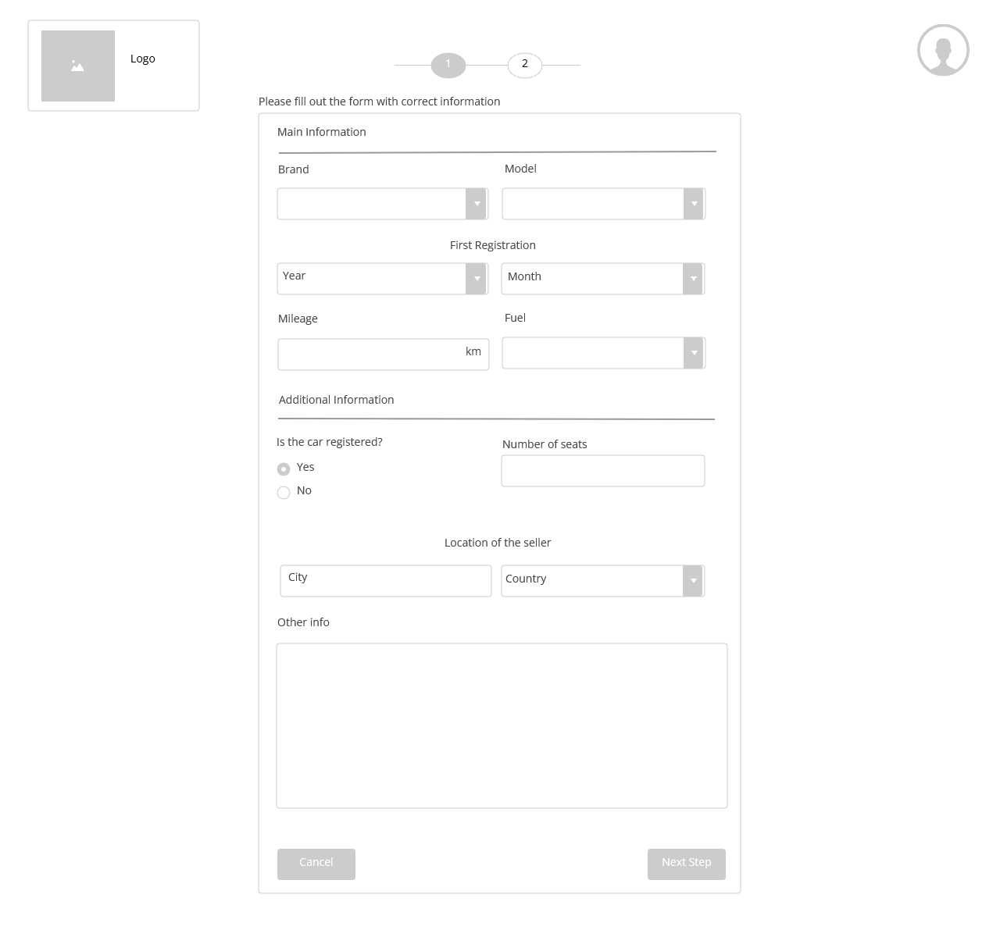 Logo
1
2
Please fill out the form with correct information
Main Information
Brand
Model
First Registration
Year
Month
Mileage
Fuel
km
Additional Information
Is the car registered?
Number of seats
Yes
No
Location of the seller
City
Country
Other info
Cancel
Next Step